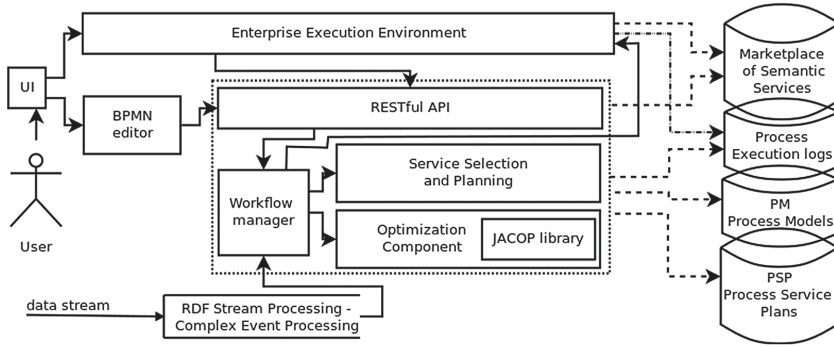 Enterprise Execution Environment
UI
BPMN
editor
RESTful API
Service Selection
and Planning
Workflow
manager
Optimization
Component
JACOP library
User
data stream
RDF Stream Processing -
Complex Event Processing
Marketplace
of Semantic
Services
Process
Execution logs
PM
Process Models
PSP
Process Service
Plans